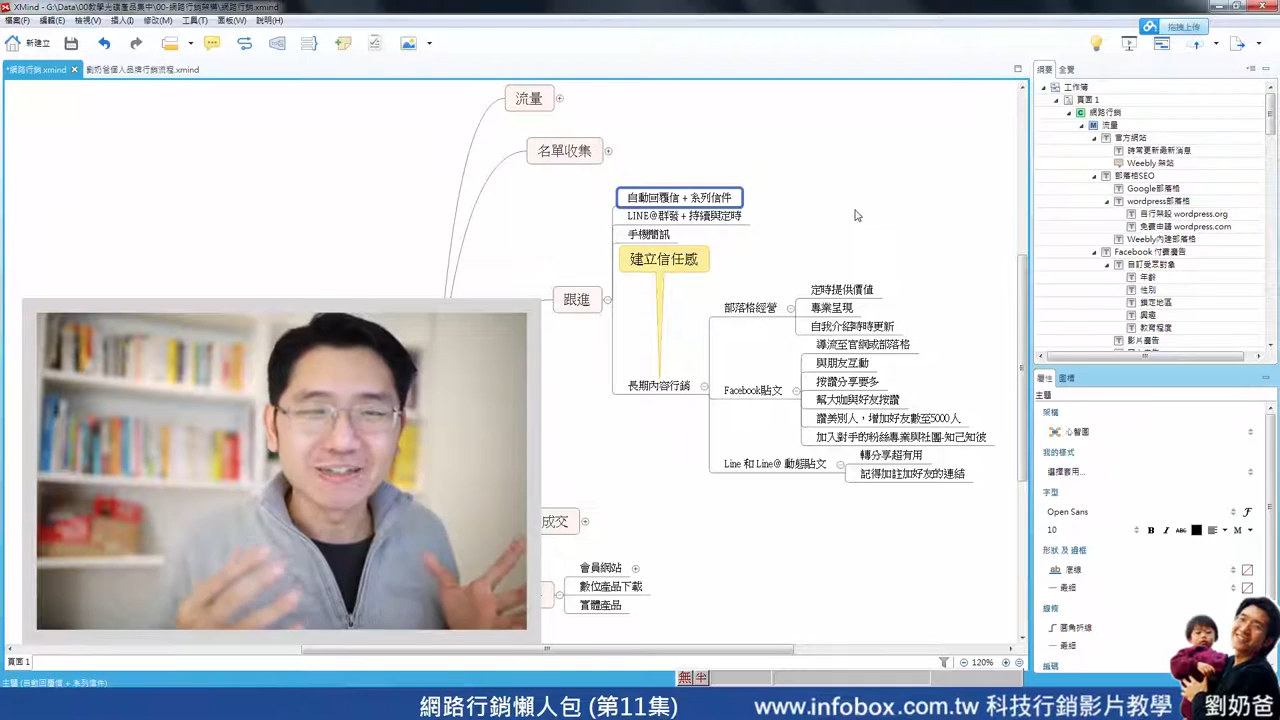 XMind - G:\Data\00教學光碟產品集中\00-網路行銷架構\網路行銷.xmind
檔案(F) 編輯(E) 檢視(V) 插入(I) 修改(M) 工具(T) 面板(W) 說明(H)
拖拽上传
新建立
*網路行銷.xmind
劉奶爸個人品牌行銷流程.xmind
流量
名單收集
自動回覆信 + 系列信件
LINE@群發 + 持續與定時
手機簡訊
建立信任感
跟進
長期內容行銷
部落格經營
定時提供價值
專業呈現
自我介紹時時更新
Facebook貼文
導流至官網或部落格
與朋友互動
按讚分享要多
幫大咖與好友按讚
讚美別人，增加好友數至5000人
加入對手的粉絲專業與社團-知己知彼
Line 和 Line@ 動態貼文
轉分享超有用
記得加註加好友的連結
成交
會員網站
數位產品下載
實體產品
綱要 全覽
工作簿
頁面 1
網路行銷
流量
官方網站
時常更新最新消息
Weebly 架站
部落格SEO
Google部落格
wordpress部落格
自行架設 wordpress.org
免費申請 wordpress.com
Weebly內建部落格
Facebook 付費廣告
自訂受眾對象
年齡
性別
鎖定地區
興趣
教育程度
影片廣告
屬性 圖標
主題
架構
心智圖
我的樣式
選擇套用...
字型
Open Sans
10
B I ABC M
形狀 及 邊框
底線
最細
線條
圓角折線
最細
編碼
頁面 1
120%
主題 (自動回覆信 + 系列信件)
無 半
網路行銷懶人包 (第11集)
www.infobox.com.tw 科技行銷影片教學
劉奶爸